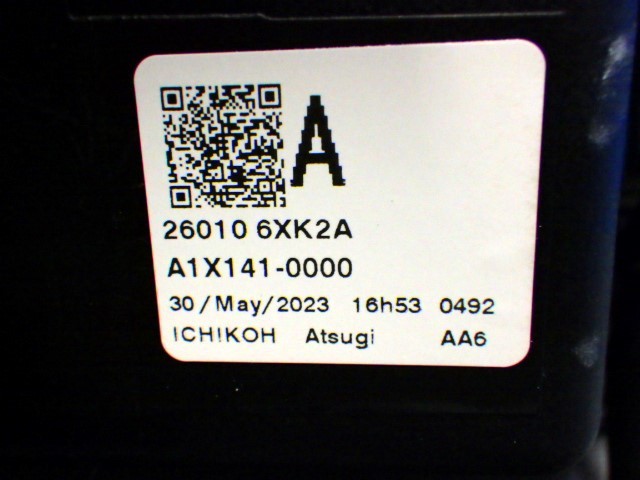 A
26010 6XK2A
A1X141-0000
30/May/2023 16h53 0492
ICHIKOH Atsugi AA6